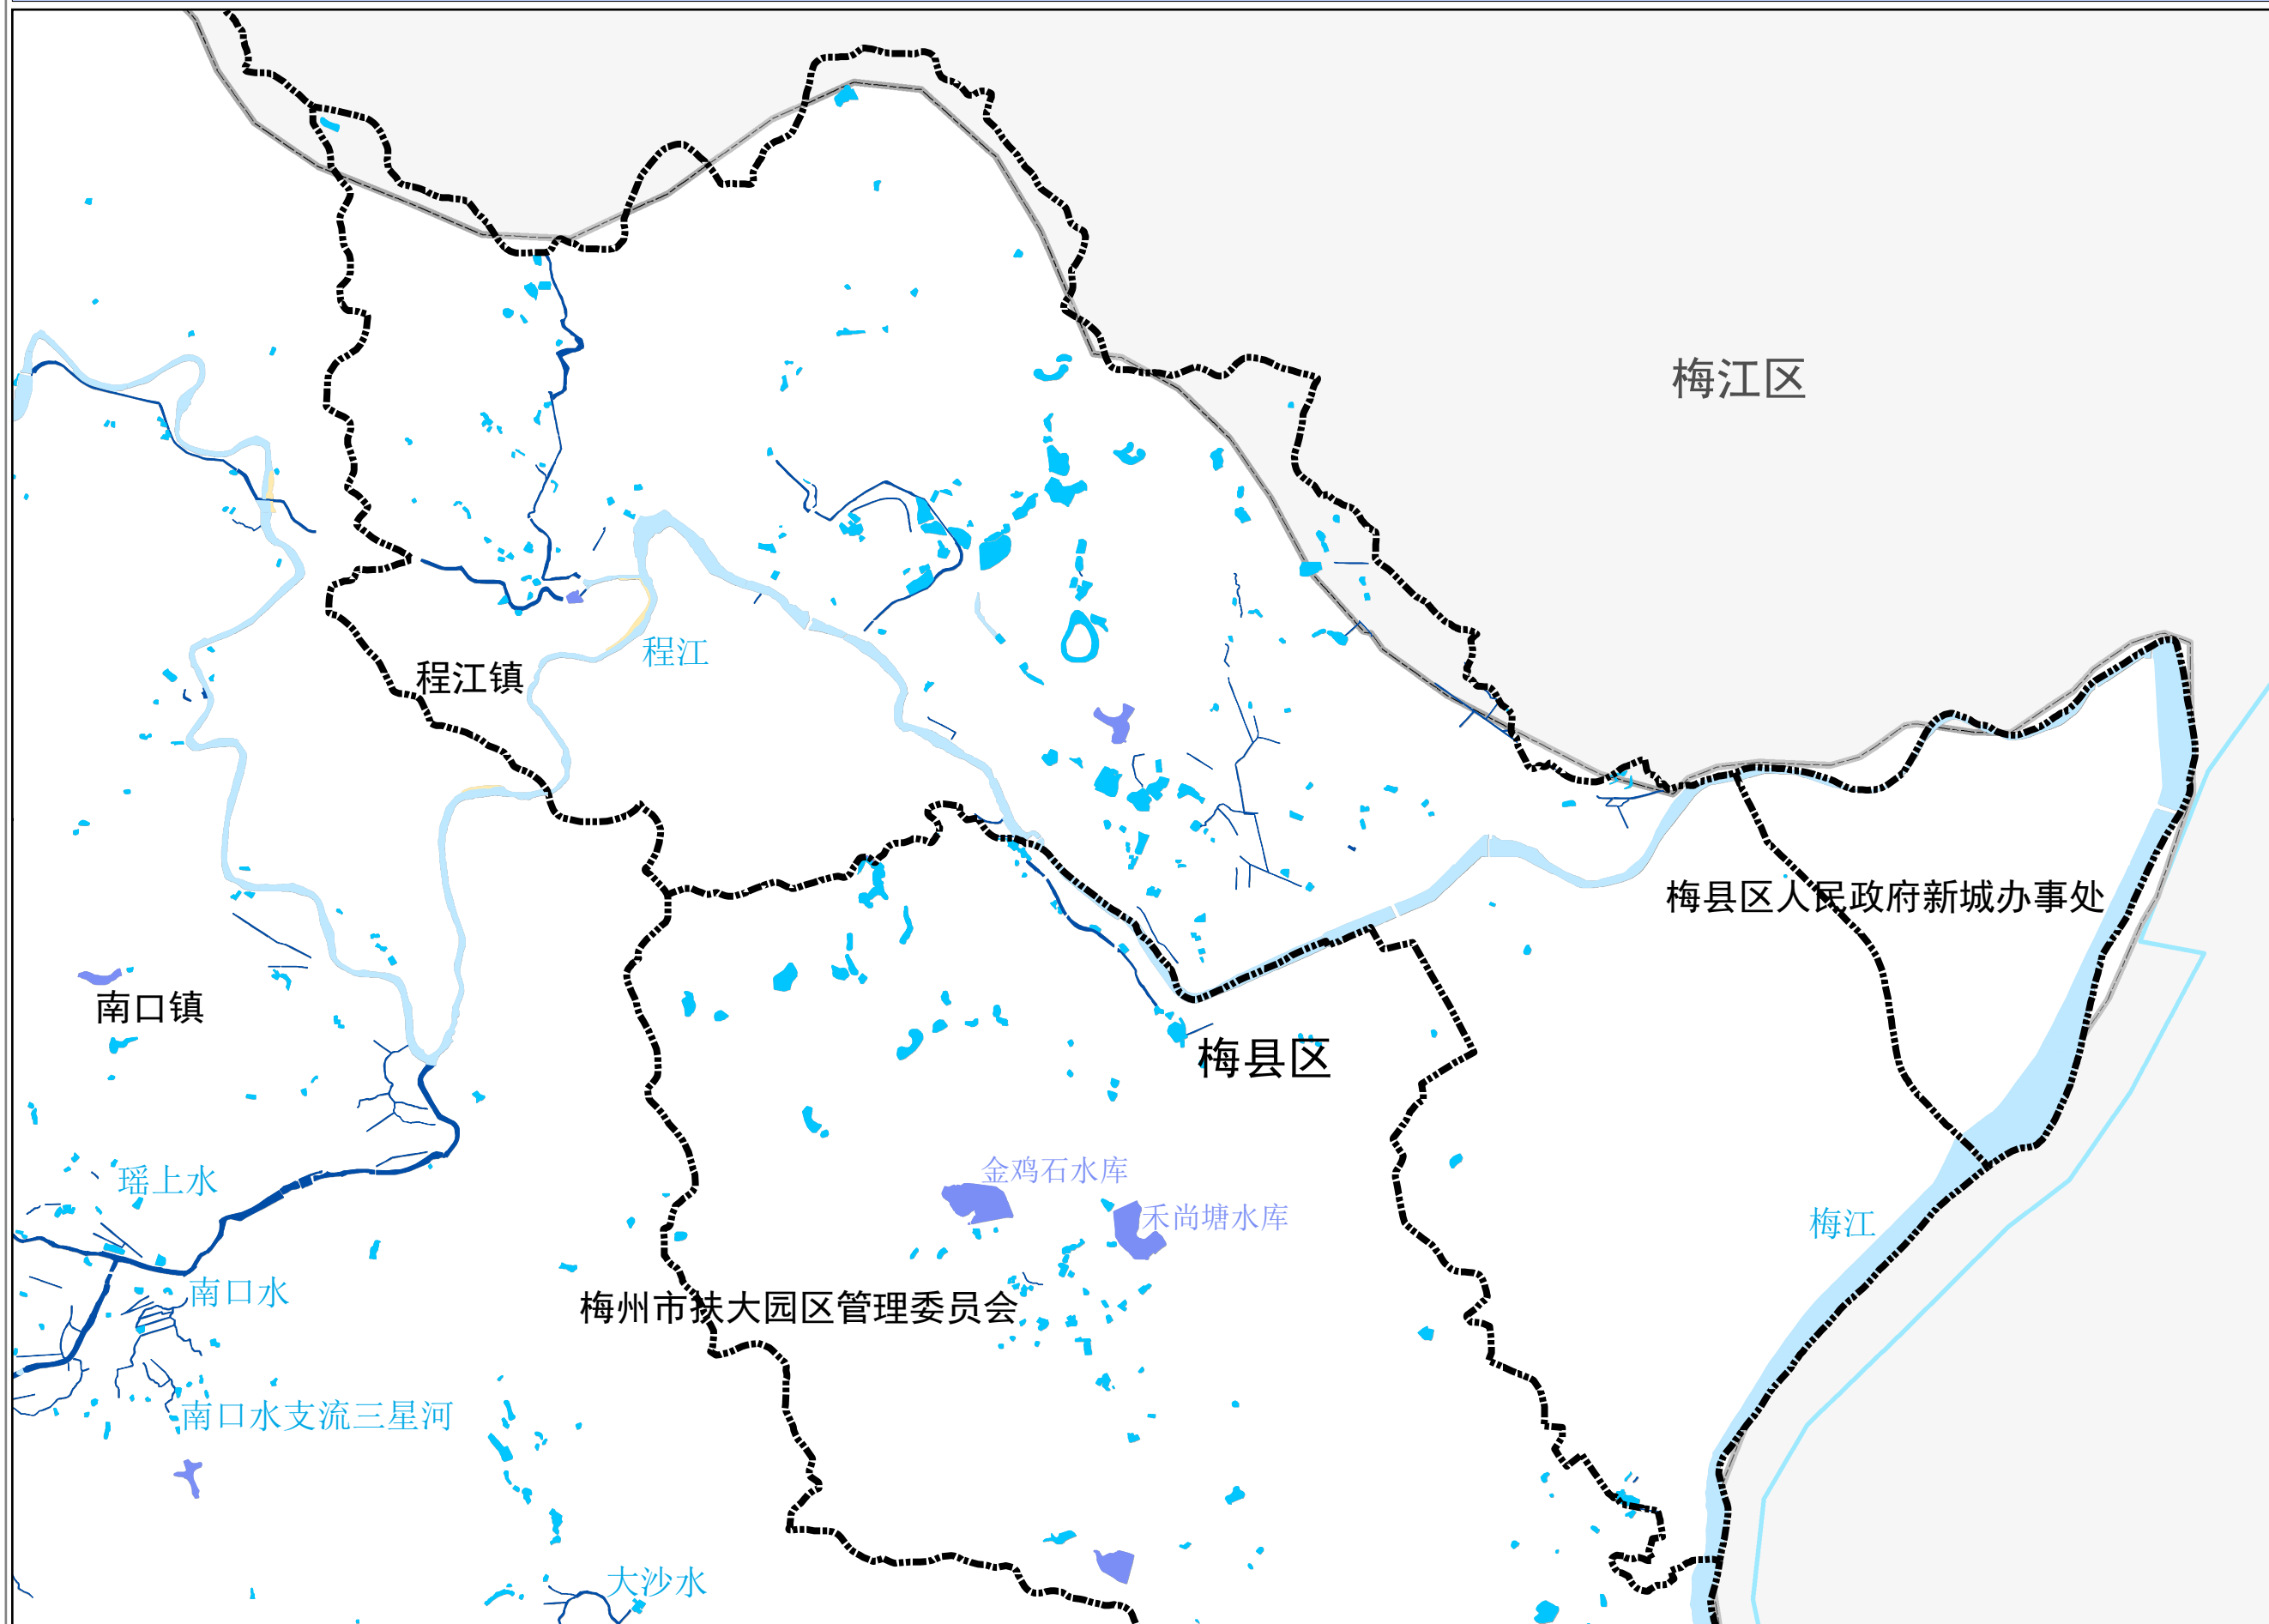 梅江区
程江
程江镇
梅县区人民政府新城办事处
南口镇
梅县区
金鸡石水库
瑶上水
禾尚塘水库
梅江
南口水
梅州市扶大园区管理委员会
南口水支流三星河
大沙水